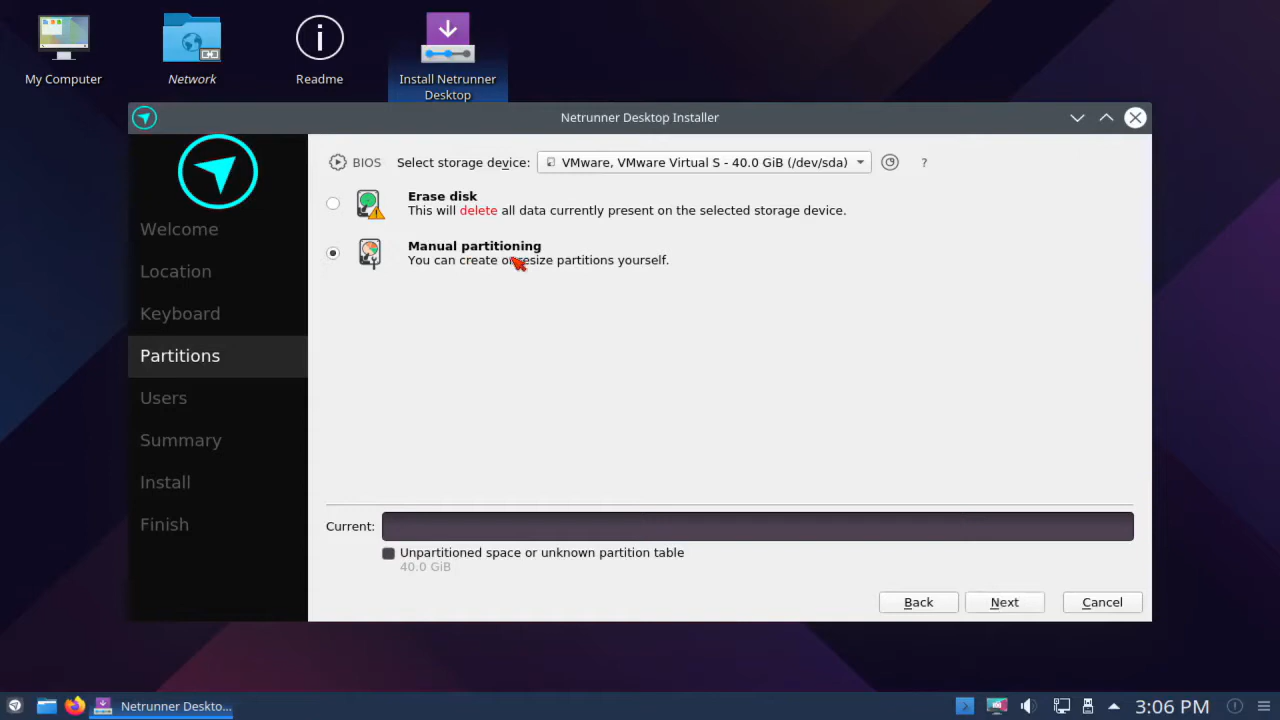 My Computer
Network
Readme
Install Netrunner
Desktop
Netrunner Desktop Installer
BIOS
Select storage device:
VMware, VMware Virtual S - 40.0 GiB (/dev/sda)
?
Welcome
Location
Keyboard
Partitions
Users
Summary
Install
Finish
Erase disk
This will delete all data currently present on the selected storage device.
Manual partitioning
You can create or resize partitions yourself.
Current:
Unpartitioned space or unknown partition table
40.0 GiB
Back
Next
Cancel
Netrunner Deskto...
3:06 PM